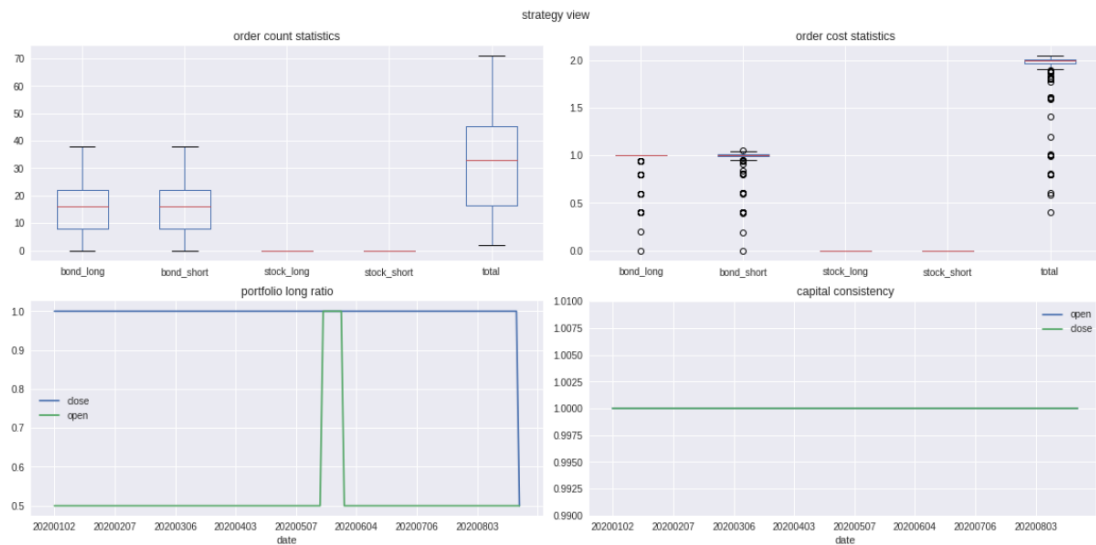 strategy view
order count statistics
70
60
50
40
30
20
10
0
bond_long bond_short stock_long stock_short total
order cost statistics
2.0
1.5
1.0
0.5
0.0
bond_long bond_short stock_long stock_short total
portfolio long ratio
1.0
0.9
0.8
0.7
0.6
0.5
close
open
20200102 20200207 20200306 20200403 20200507 20200604 20200706 20200803
date
capital consistency
1.0100
1.0075
1.0050
1.0025
1.0000
0.9975
0.9950
0.9925
0.9900
open
close
20200102 20200207 20200306 20200403 20200507 20200604 20200706 20200803
date